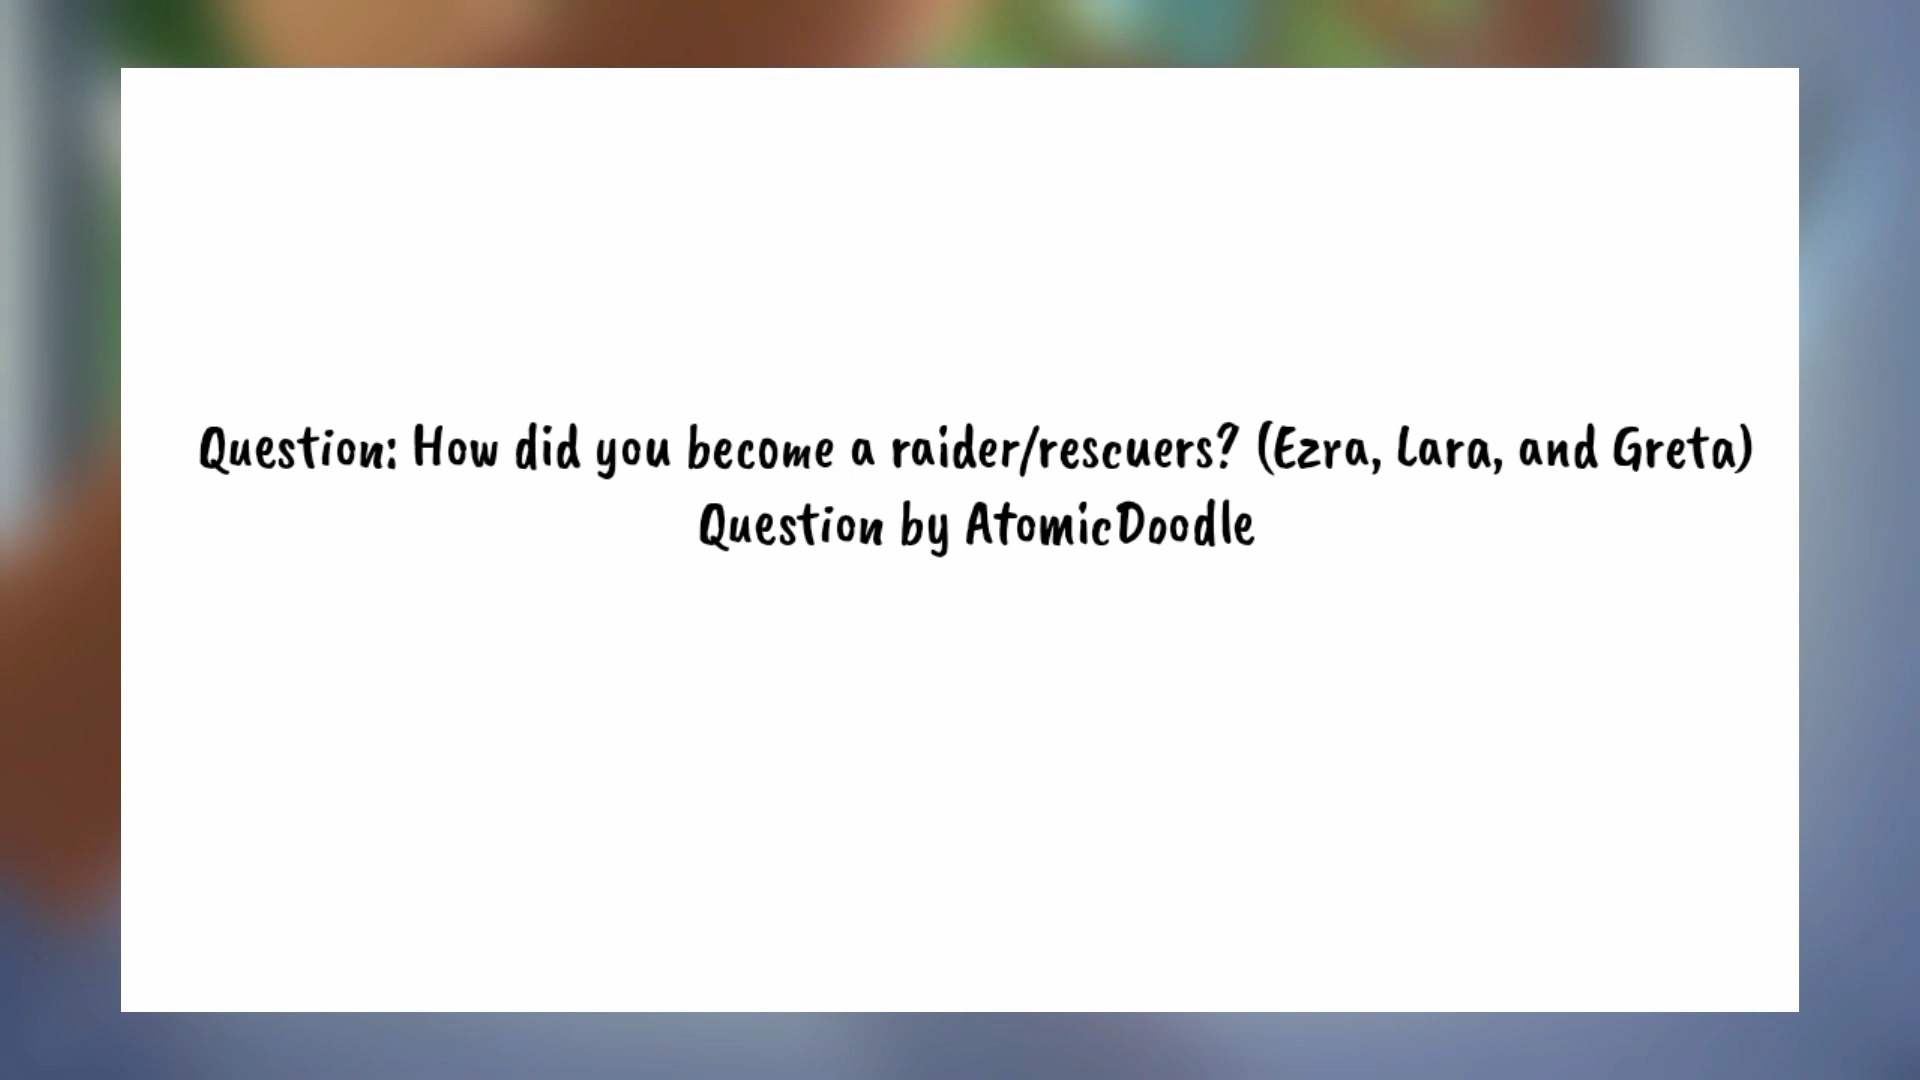 Question: How did you become a raider/rescuers? (Ezra, Lara, and Greta)
Question by AtomicDoodle